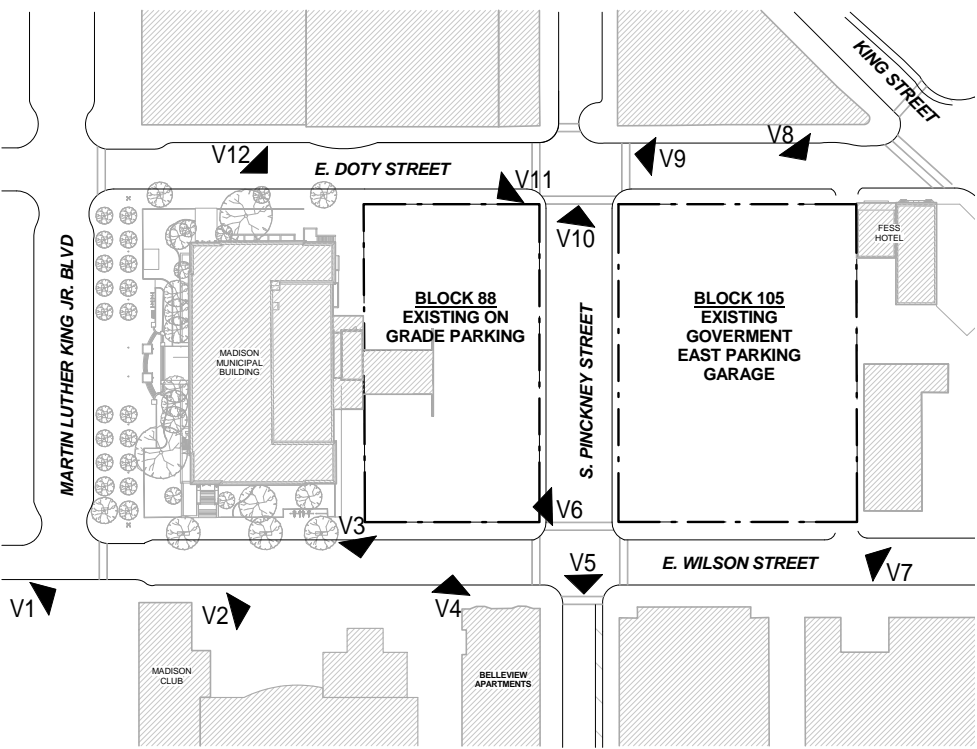 KING STREET
V8
V12
V9
E. DOTY STREET
V11
V10
FESS
HOTEL
MARTIN LUTHER KING JR. BLVD
BLOCK 88
EXISTING ON
GRADE PARKING
BLOCK 105
EXISTING
GOVERMENT
EAST PARKING
GARAGE
MADISON
MUNICIPAL
BUILDING
S. PINCKNEY STREET
V6
V3
V5
E. WILSON STREET
V7
V1
V2
V4
MADISON
CLUB
BELLEVIEW
APARTMENTS